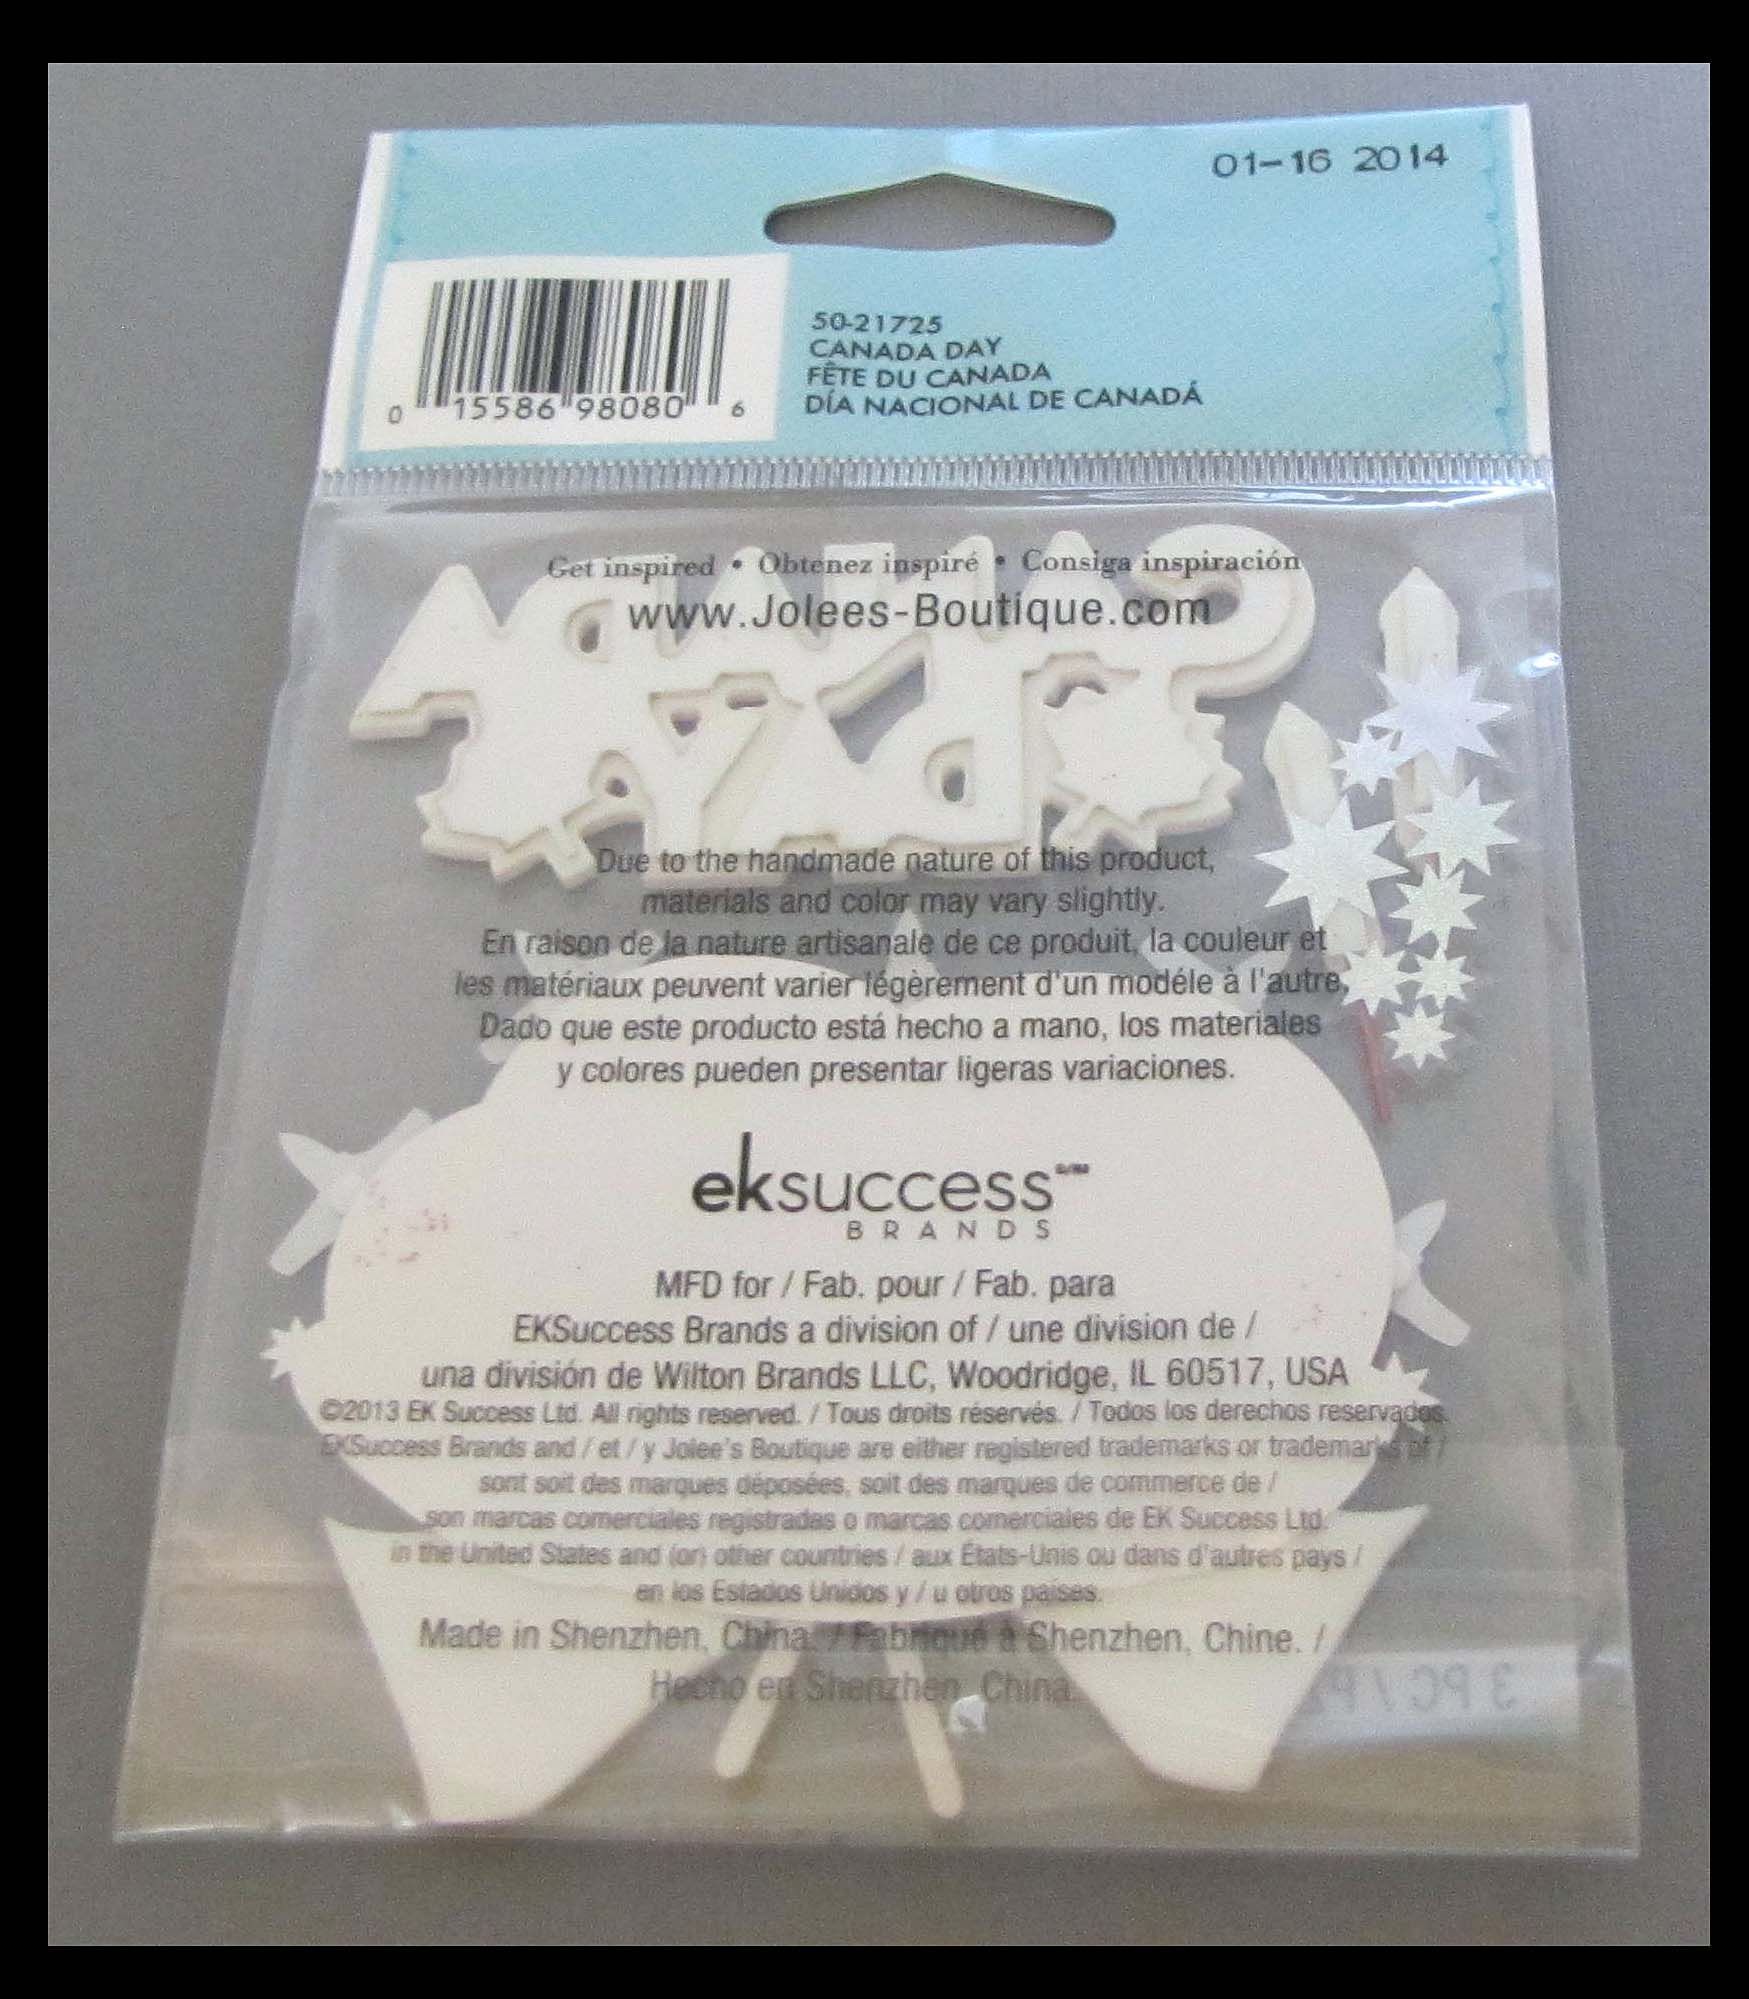 01-16 2014
0 15586 98080 6
50-21725
CANADA DAY
FÊTE DU CANADA
DÍA NACIONAL DE CANADÁ
Get inspired • Obtenez inspiré • Consiga inspiración
www.Jolees-Boutique.com
CANADA
DAY
Due to the handmade nature of this product,
materials and color may vary slightly.
En raison de la nature artisanale de ce produit, la couleur et
les matériaux peuvent varier légèrement d'un modéle à l'autre.
Dado que este producto está hecho a mano, los materiales
y colores pueden presentar ligeras variaciones.
eksuccess
BRANDS
MFD for / Fab. pour / Fab. para
EKSuccess Brands a division of / une division de /
una división de Wilton Brands LLC, Woodridge, IL 60517, USA
©2013 EK Success Ltd. All rights reserved. / Tous droits réservés. / Todos los derechos reservados.
EKSuccess Brands and / et / y Jolee's Boutique are either registered trademarks or trademarks of /
sont soit des marques déposées, soit des marques de commerce de /
son marcas comerciales registradas o marcas comerciales de EK Success Ltd.
in the United States and (or) other countries / aux États-Unis ou dans d'autres pays /
en los Estados Unidos y / u otros países.
Made in Shenzhen, China. / Fabriqué à Shenzhen, Chine. /
Hecho en Shenzhen, China.
3 PC /